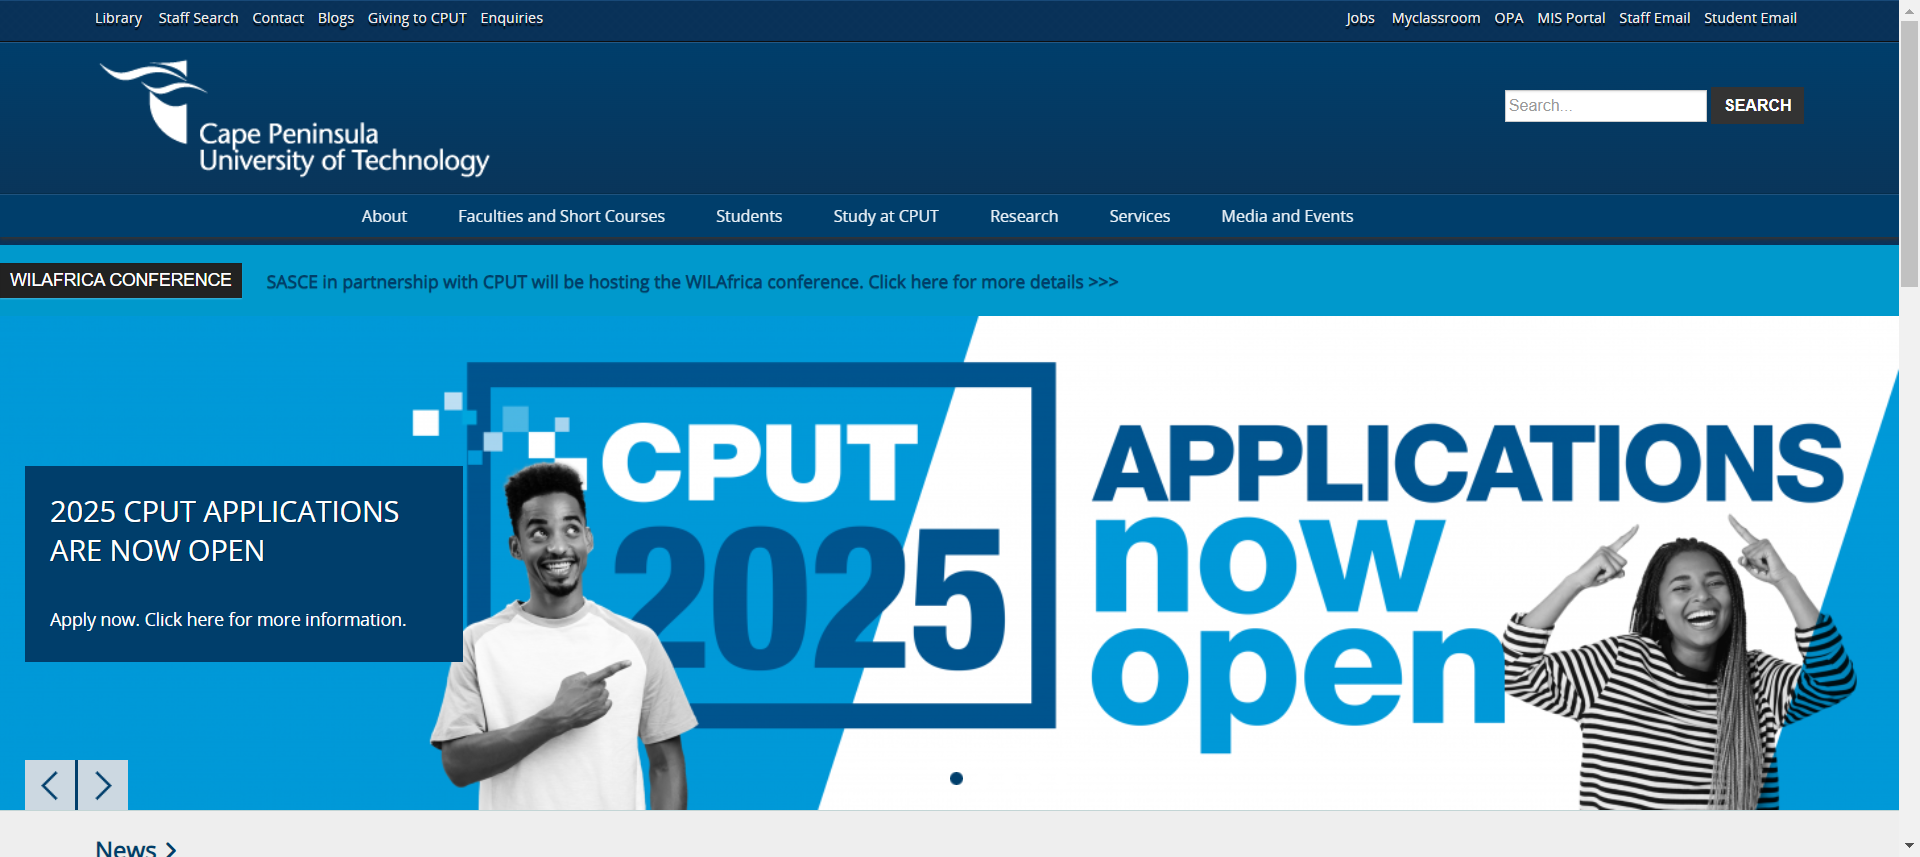 Library Staff Search Contact Blogs Giving to CPUT Enquiries
Jobs Myclassroom OPA MIS Portal Staff Email Student Email
Cape Peninsula
University of Technology
Search...
SEARCH
About Faculties and Short Courses Students Study at CPUT Research Services Media and Events
WILAFRICA CONFERENCE
SASCE in partnership with CPUT will be hosting the WILAfrica conference. Click here for more details >>>
2025 CPUT APPLICATIONS
ARE NOW OPEN
Apply now. Click here for more information.
CPUT
2025
APPLICATIONS
now
open
News >